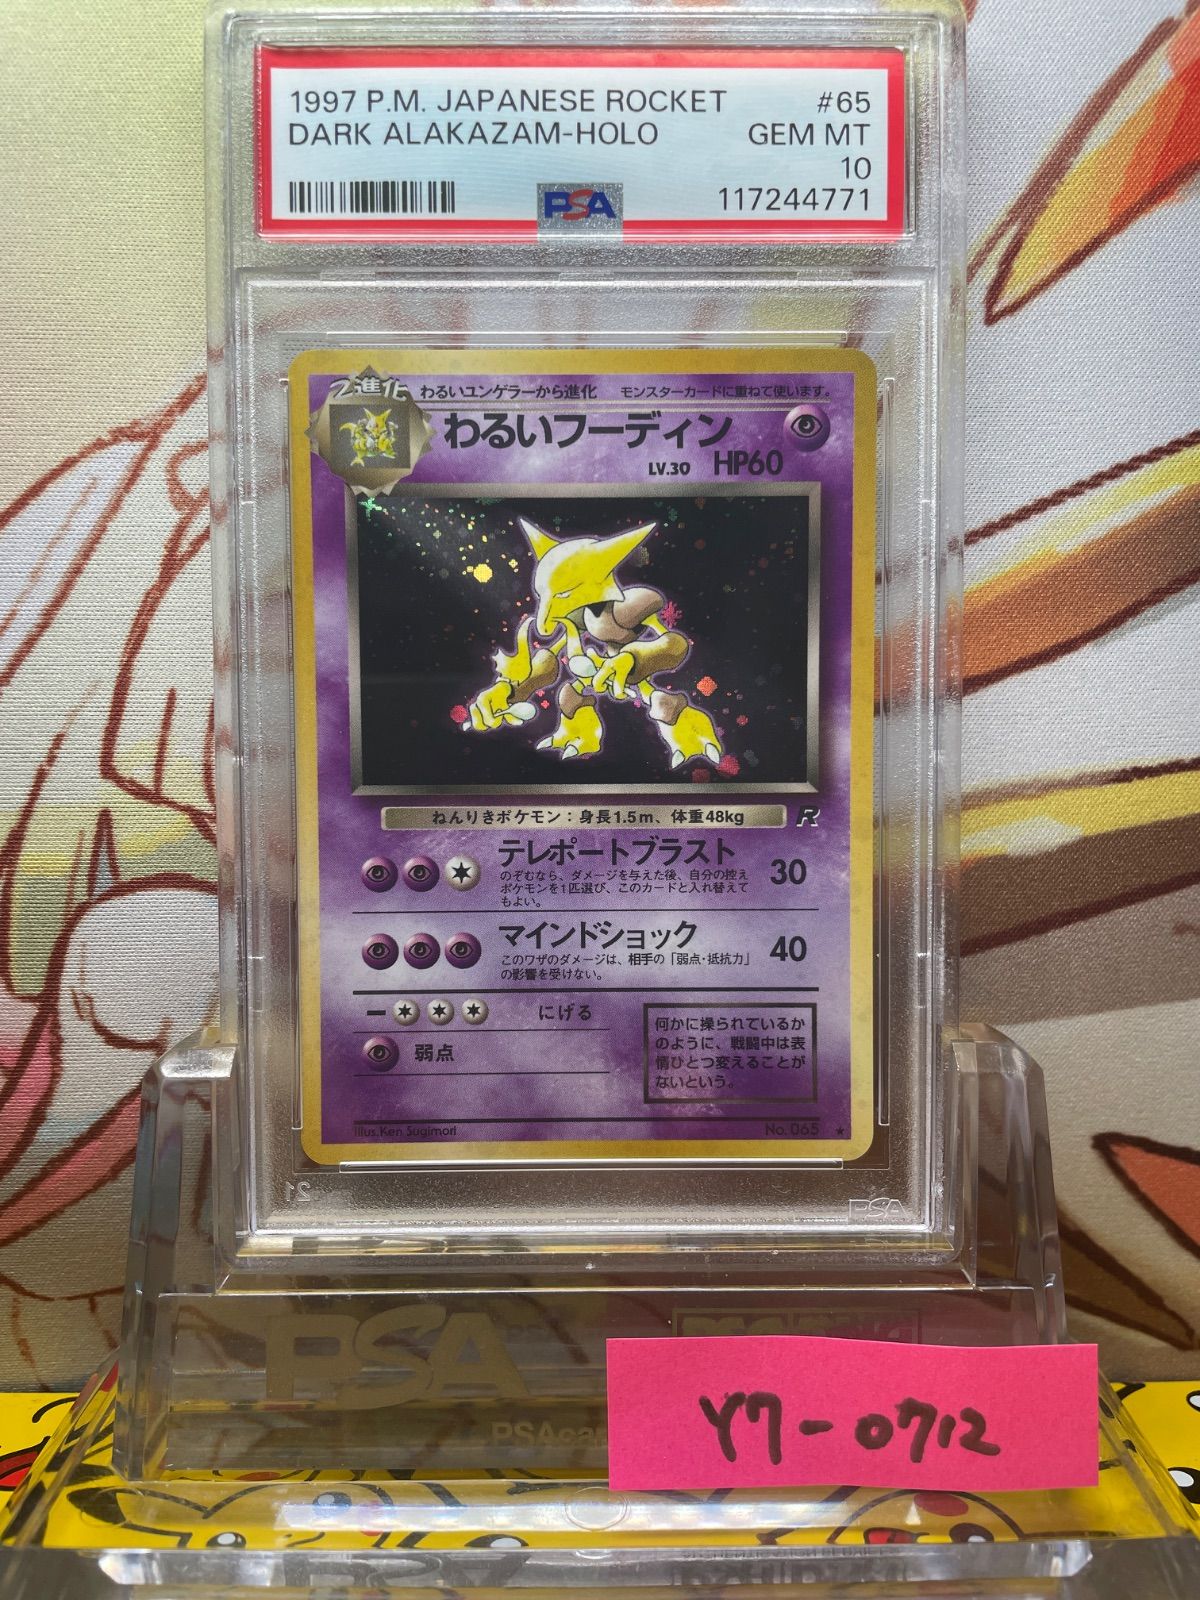 1997 P.M. JAPANESE ROCKET #65
DARK ALAKAZAM-HOLO GEM MT
10
PSA 117244771
2進化 わるいユンゲラーから進化 モンスターカードに重ねて使います。
わるいフーディン
LV.30 HP60
ねんりきポケモン：身長1.5m、体重48kg R
テレポートブラスト 30
のぞむなら、ダメージを与えた後、自分の控え
ポケモンを1匹選び、このカードと入れ替えて
もよい。
マインドショック 40
このワザのダメージは、相手の「弱点・抵抗力」
の影響を受けない。
にげる
弱点
何かに操られているか
のように、戦闘中は表
情ひとつ変えることが
ないという。
Illus.Ken Sugimori No. 065 ★
21 PSA
PSA
PSAcar
Y7-0712